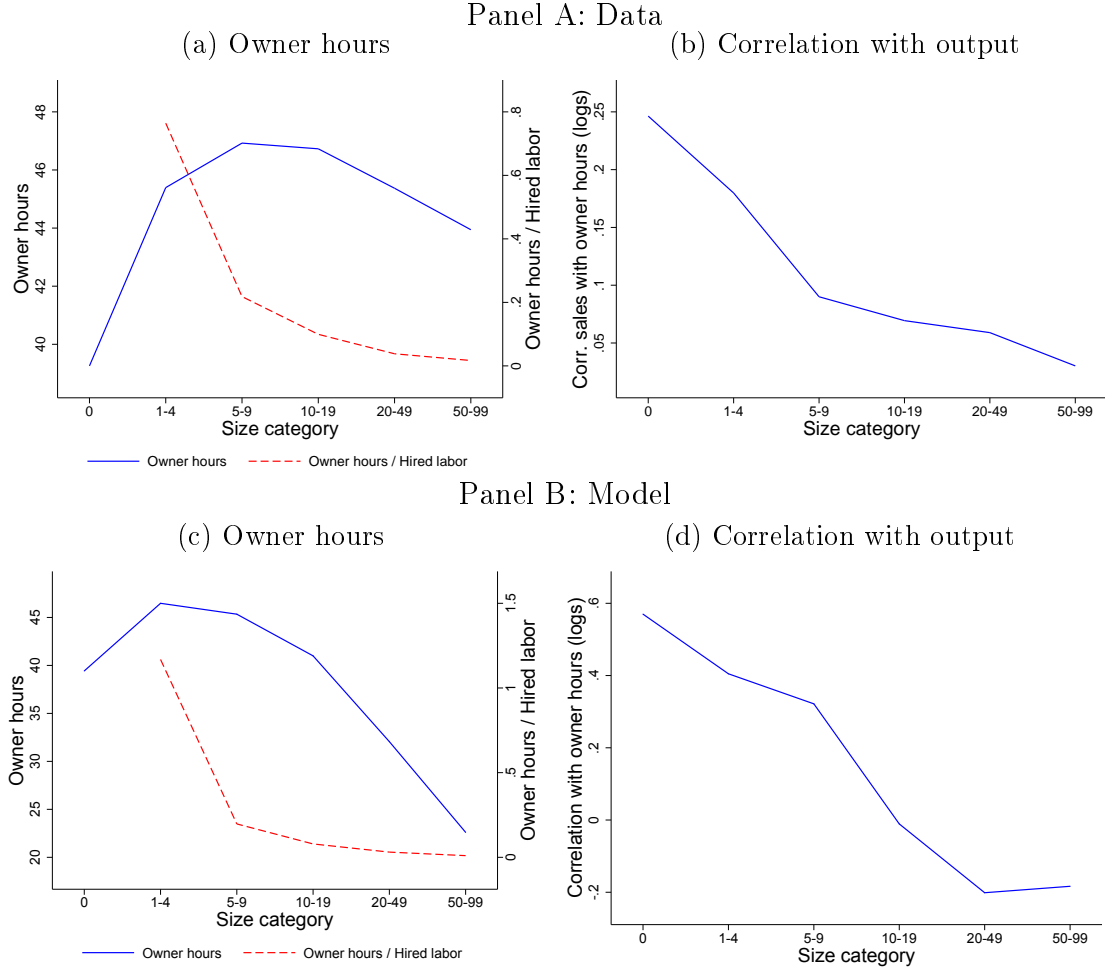 Panel A: Data
(a) Owner hours
(b) Correlation with output
Owner hours
48
46
44
42
40
.8
.6
.4
.2
0
Owner hours / Hired labor
0 1-4 5-9 10-19 20-49 50-99
Size category
Owner hours Owner hours / Hired labor
Corr. sales with owner hours (logs)
.25
.2
.15
.1
.05
0 1-4 5-9 10-19 20-49 50-99
Size category
Panel B: Model
(c) Owner hours
(d) Correlation with output
Owner hours
45
40
35
30
25
20
1.5
1
.5
0
Owner hours / Hired labor
0 1-4 5-9 10-19 20-49 50-99
Size category
Owner hours Owner hours / Hired labor
Correlation with owner hours (logs)
.6
.4
.2
0
-.2
0 1-4 5-9 10-19 20-49 50-99
Size category